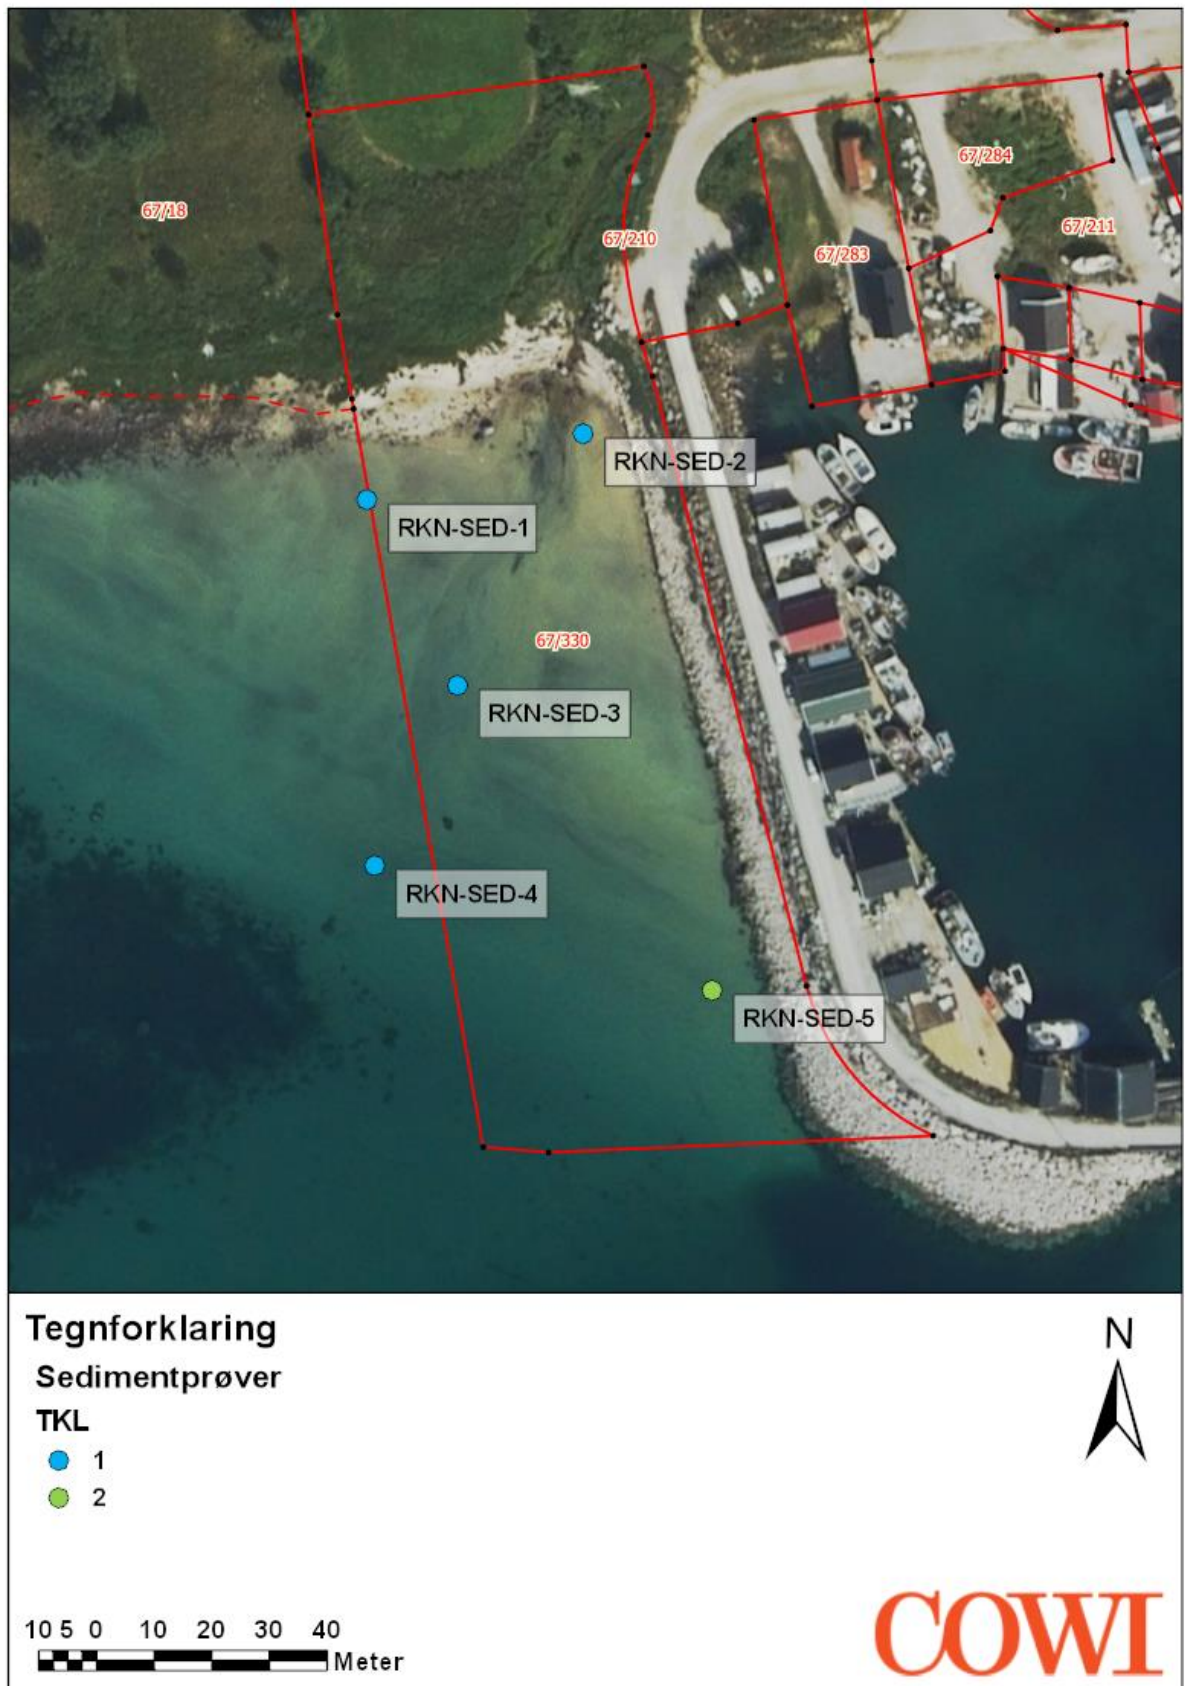 67/18
67/210
67/284
67/211
67/283
RKN-SED-2
RKN-SED-1
67/330
RKN-SED-3
RKN-SED-4
RKN-SED-5
Tegnforklaring
Sedimentprøver
TKL
1
2
N
10 5 0 10 20 30 40
Meter
COWI